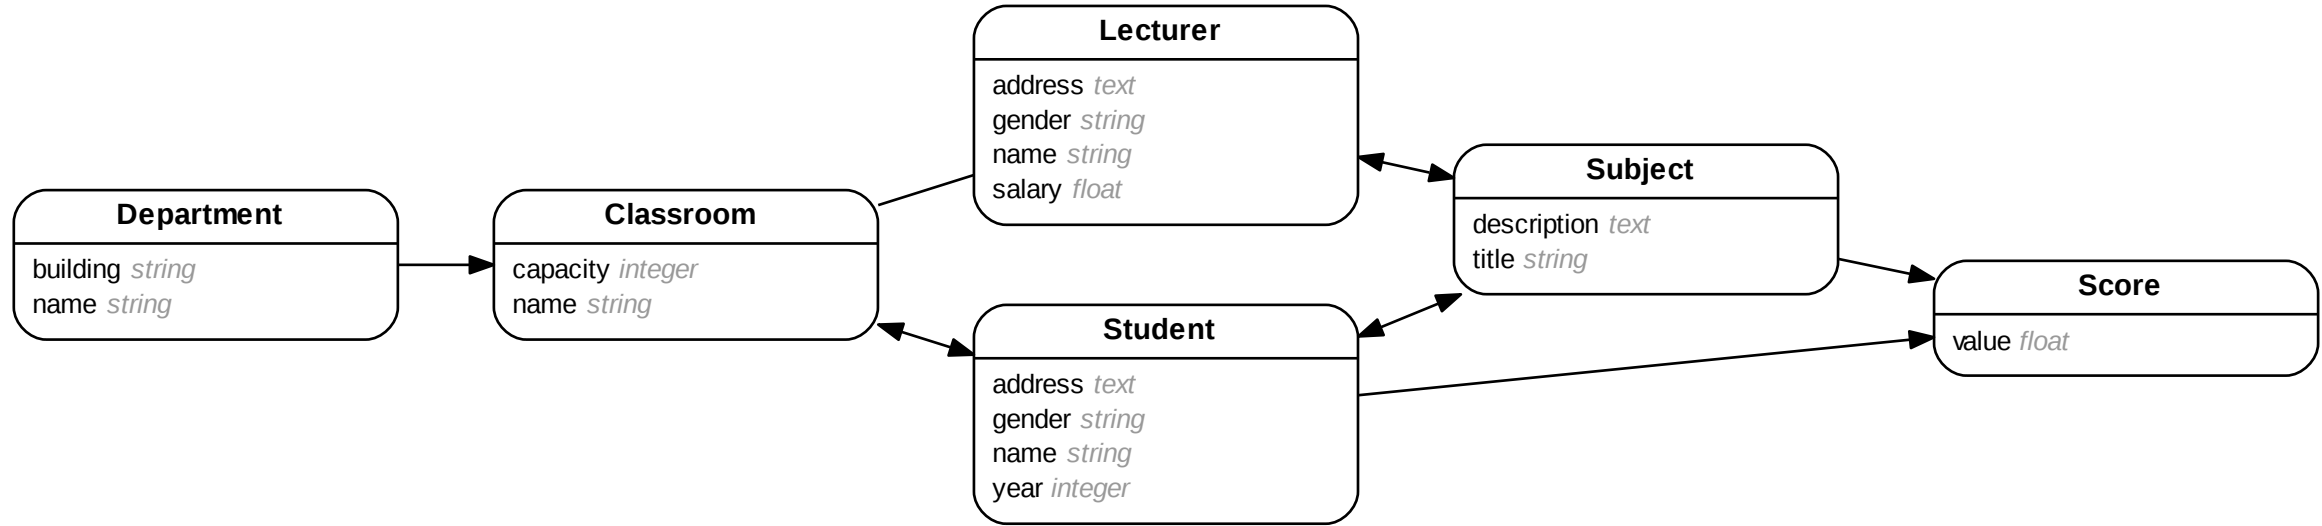 Department
building string
name string
Classroom
capacity integer
name string
Lecturer
address text
gender string
name string
salary float
Student
address text
gender string
name string
year integer
Subject
description text
title string
Score
value float